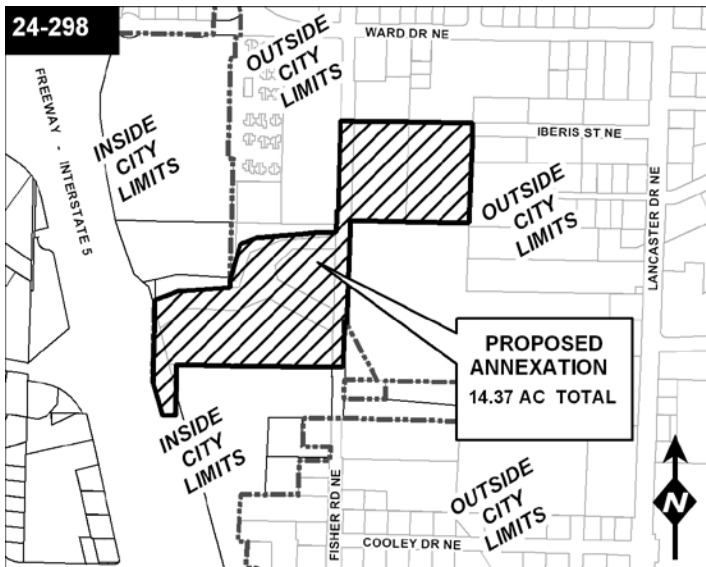 24-298
WARD DR NE
OUTSIDE
CITY
LIMITS
FREEWAY - INTERSTATE 5
INSIDE
CITY
LIMITS
IBERIS ST NE
OUTSIDE
CITY
LIMITS
LANCASTER DR NE
PROPOSED
ANNEXATION
14.37 AC TOTAL
INSIDE
CITY
LIMITS
FISHER RD NE
OUTSIDE
CITY
LIMITS
COOLEY DR NE
N